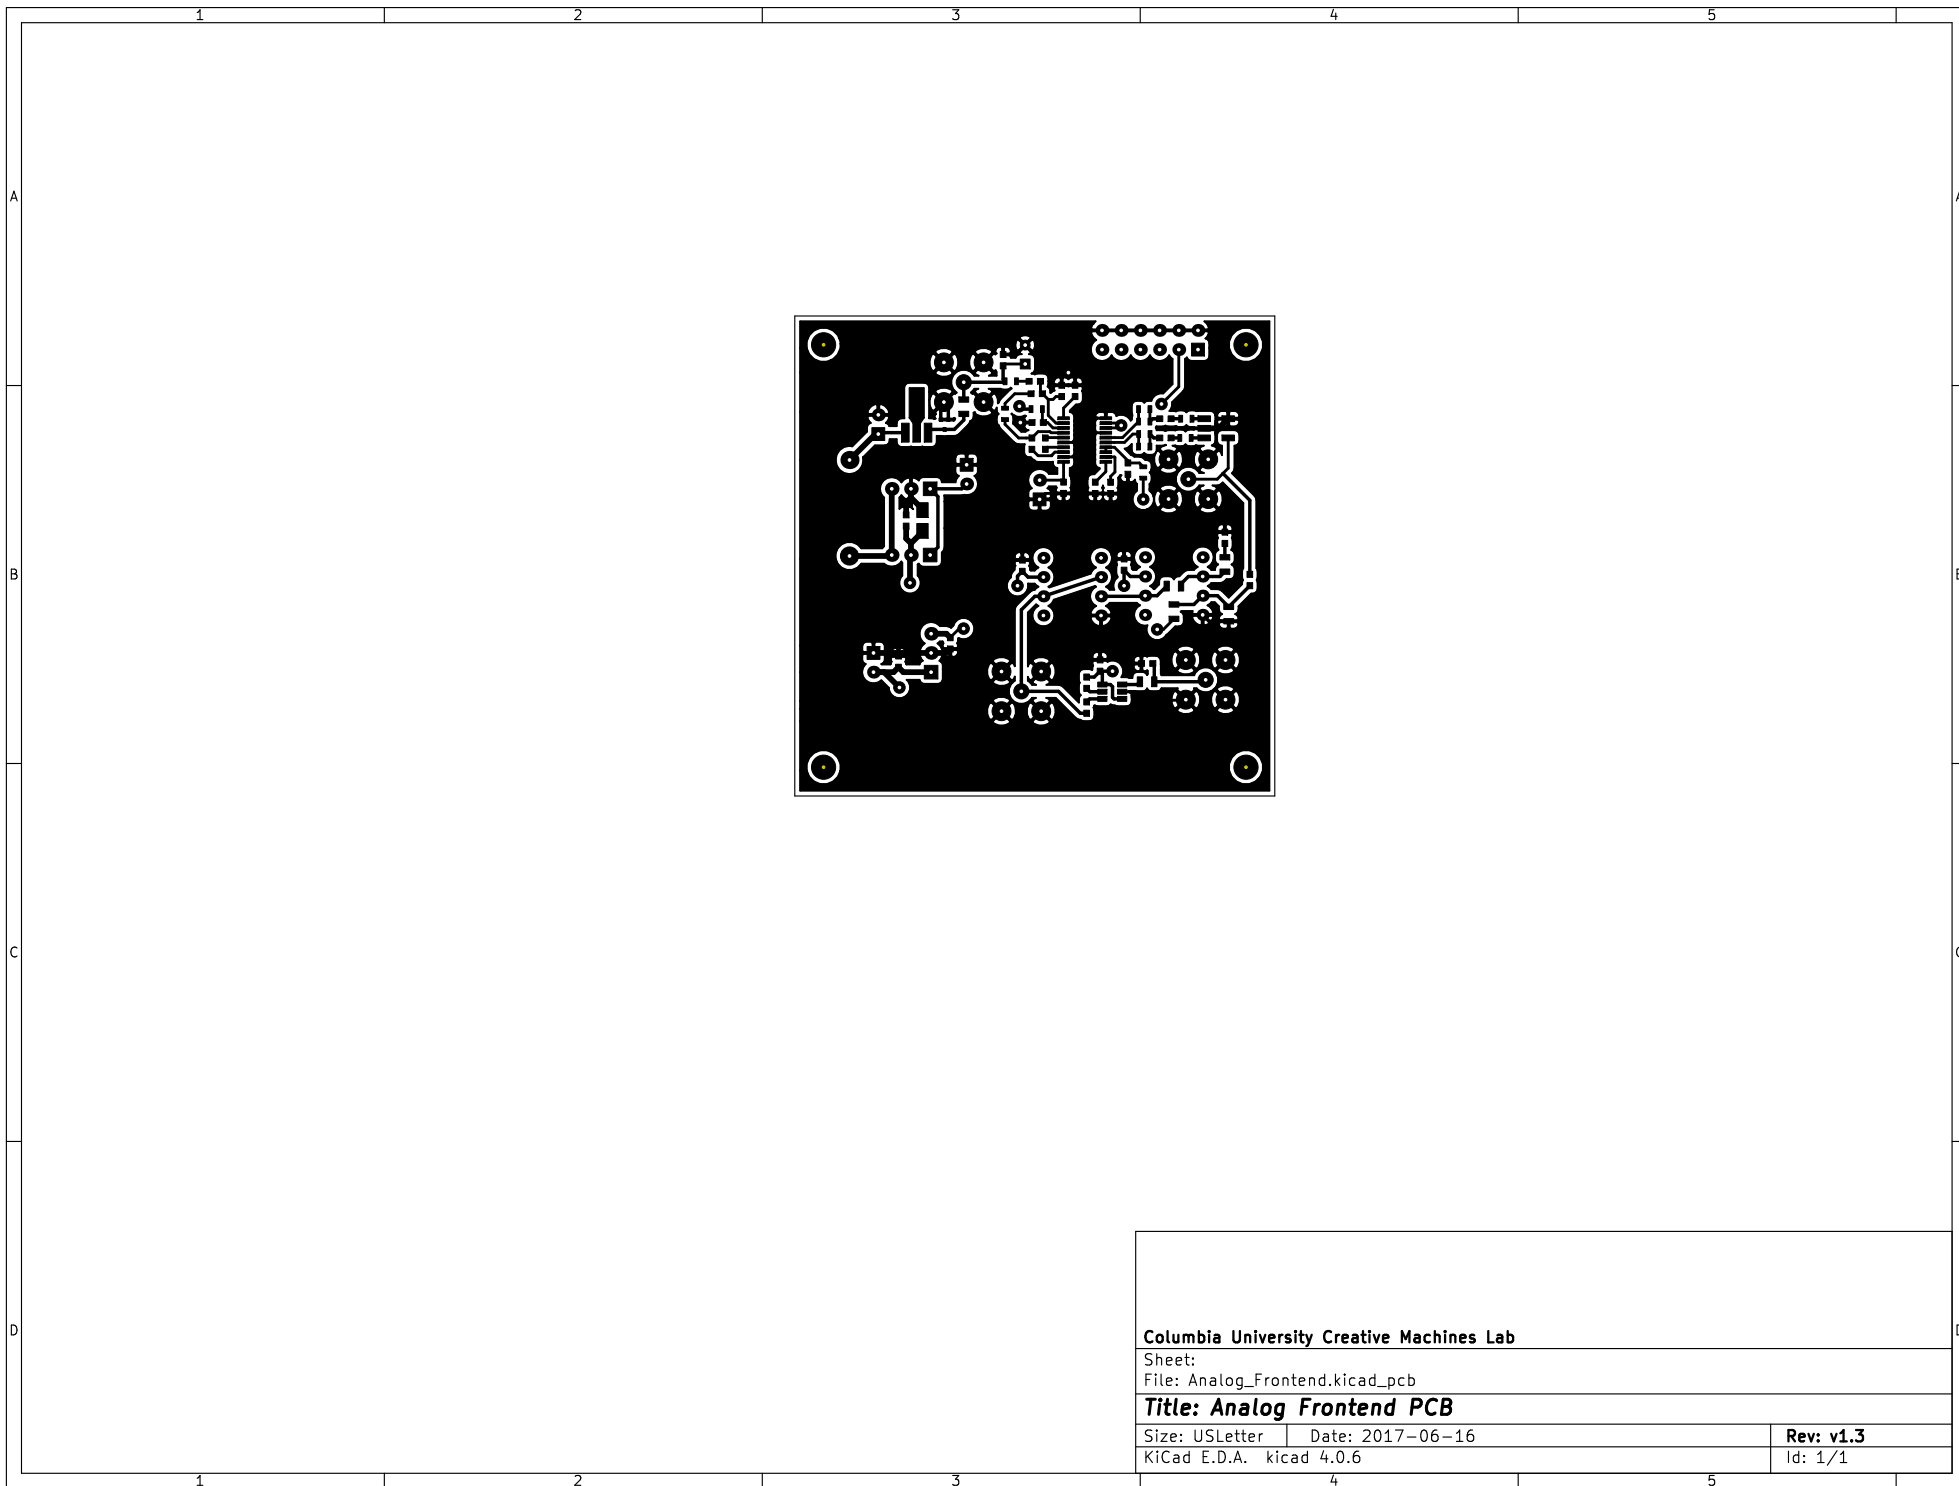 1 2 3 4 5
A A
B B
C C
D D
Columbia University Creative Machines Lab
Sheet:
File: Analog_Frontend.kicad_pcb
Title: Analog Frontend PCB
Size: USLetter Date: 2017-06-16 Rev: v1.3
KiCad E.D.A. kicad 4.0.6 Id: 1/1
1 2 3 4 5